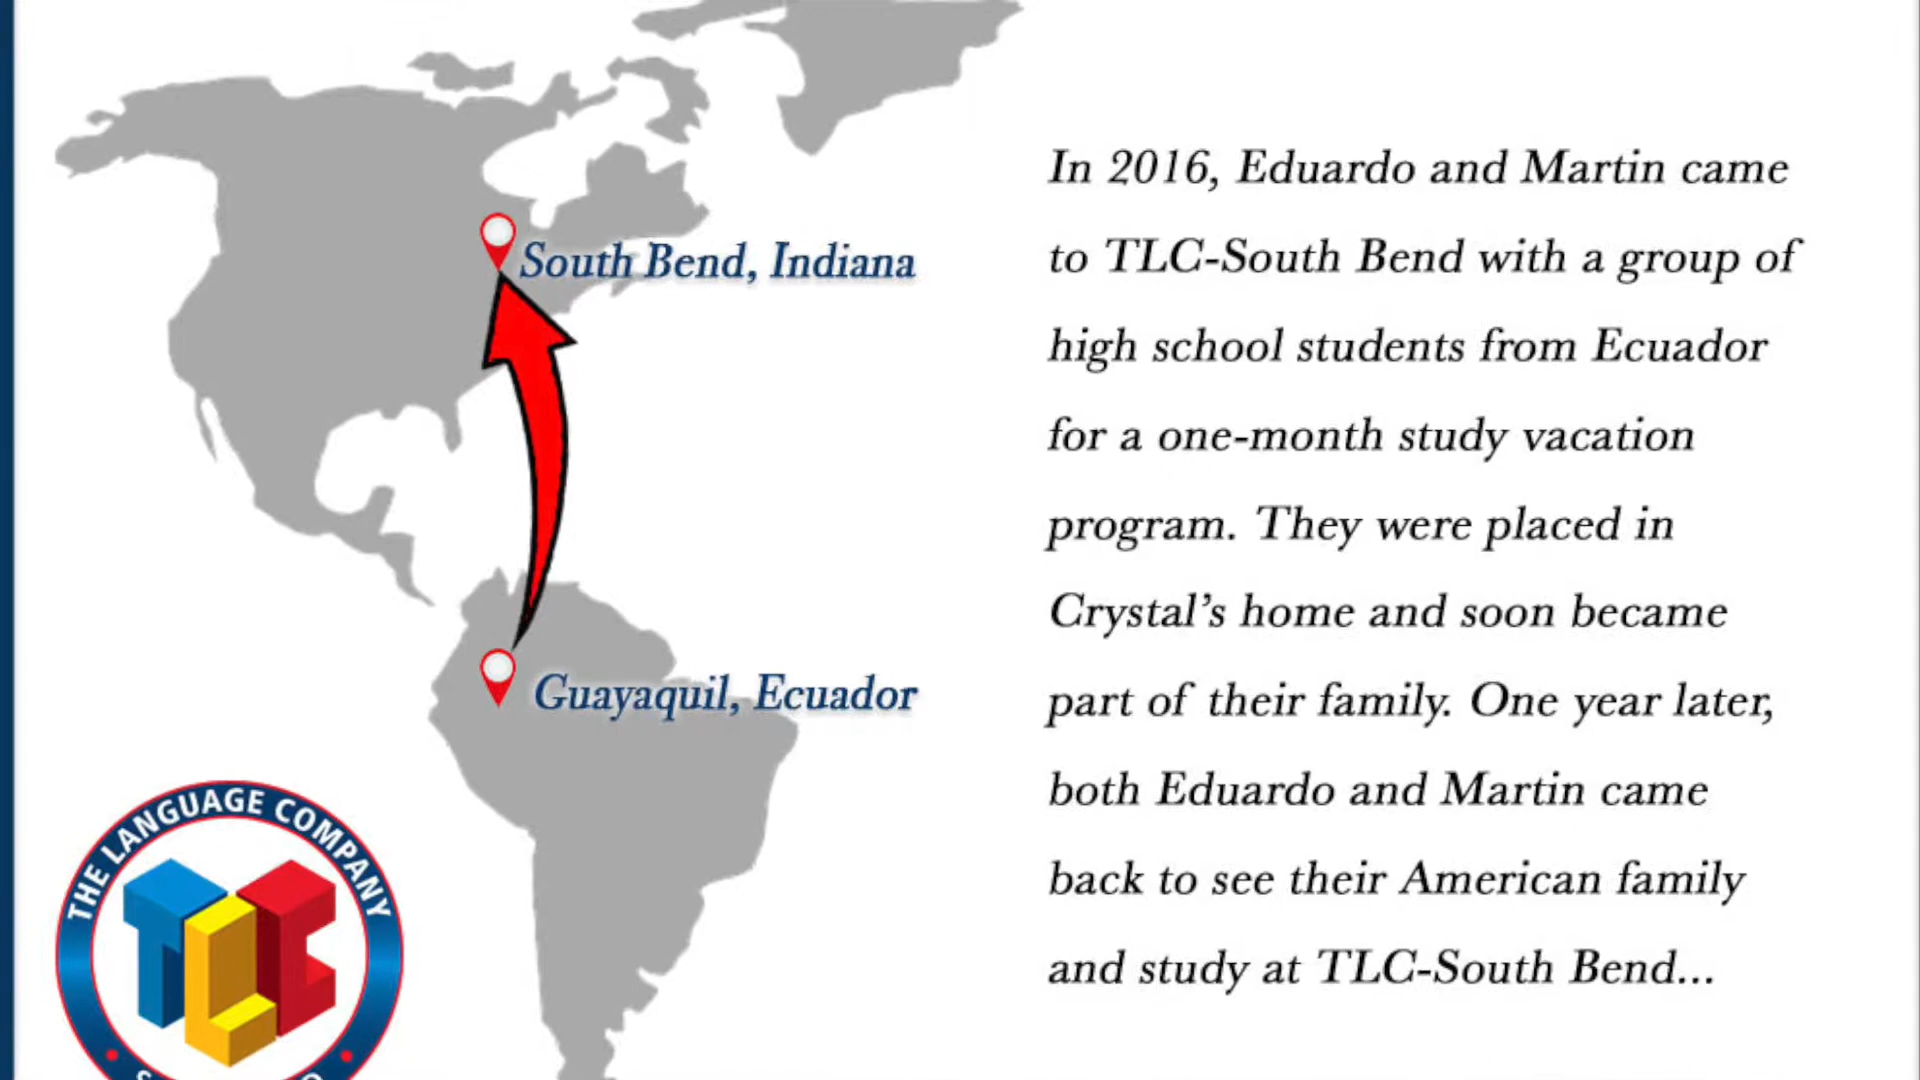 South Bend, Indiana
Guayaquil, Ecuador
THE LANGUAGE COMPANY
TLC
In 2016, Eduardo and Martin came
to TLC-South Bend with a group of
high school students from Ecuador
for a one-month study vacation
program. They were placed in
Crystal’s home and soon became
part of their family. One year later,
both Eduardo and Martin came
back to see their American family
and study at TLC-South Bend...